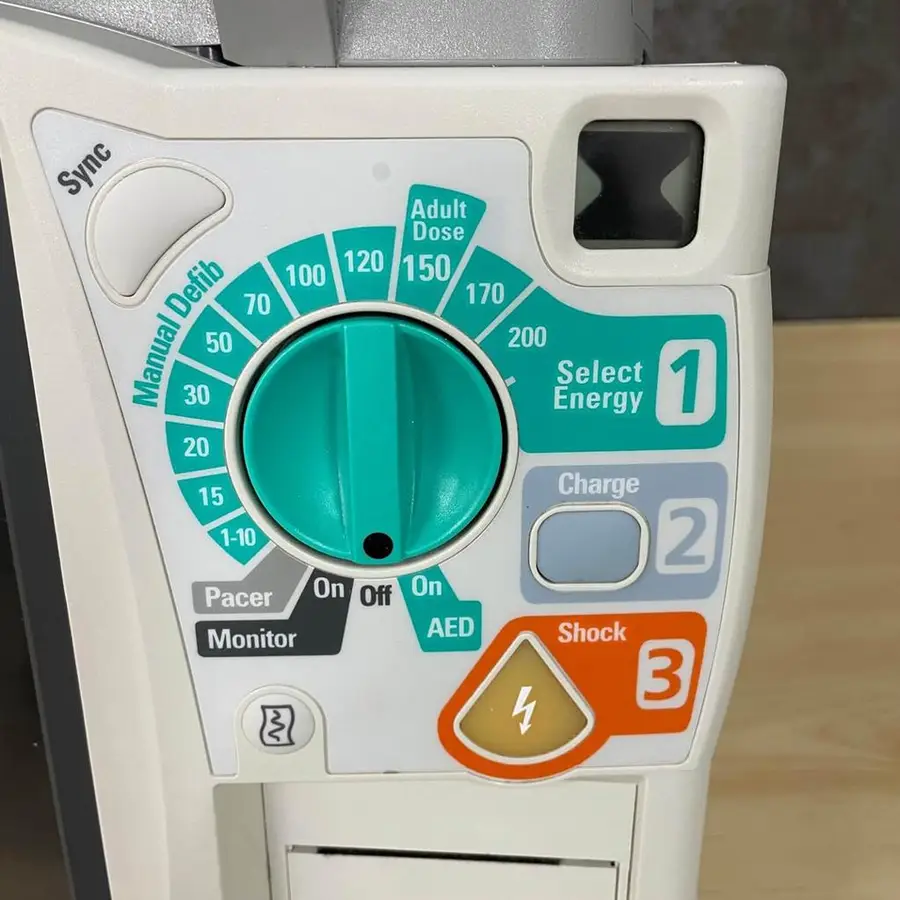 Sync
Manual Defib
1-10
15
20
30
50
70
100
120
Adult
Dose
150
170
200
Select
Energy
1
Charge
2
Pacer
Monitor
On
Off
On
AED
Shock
3